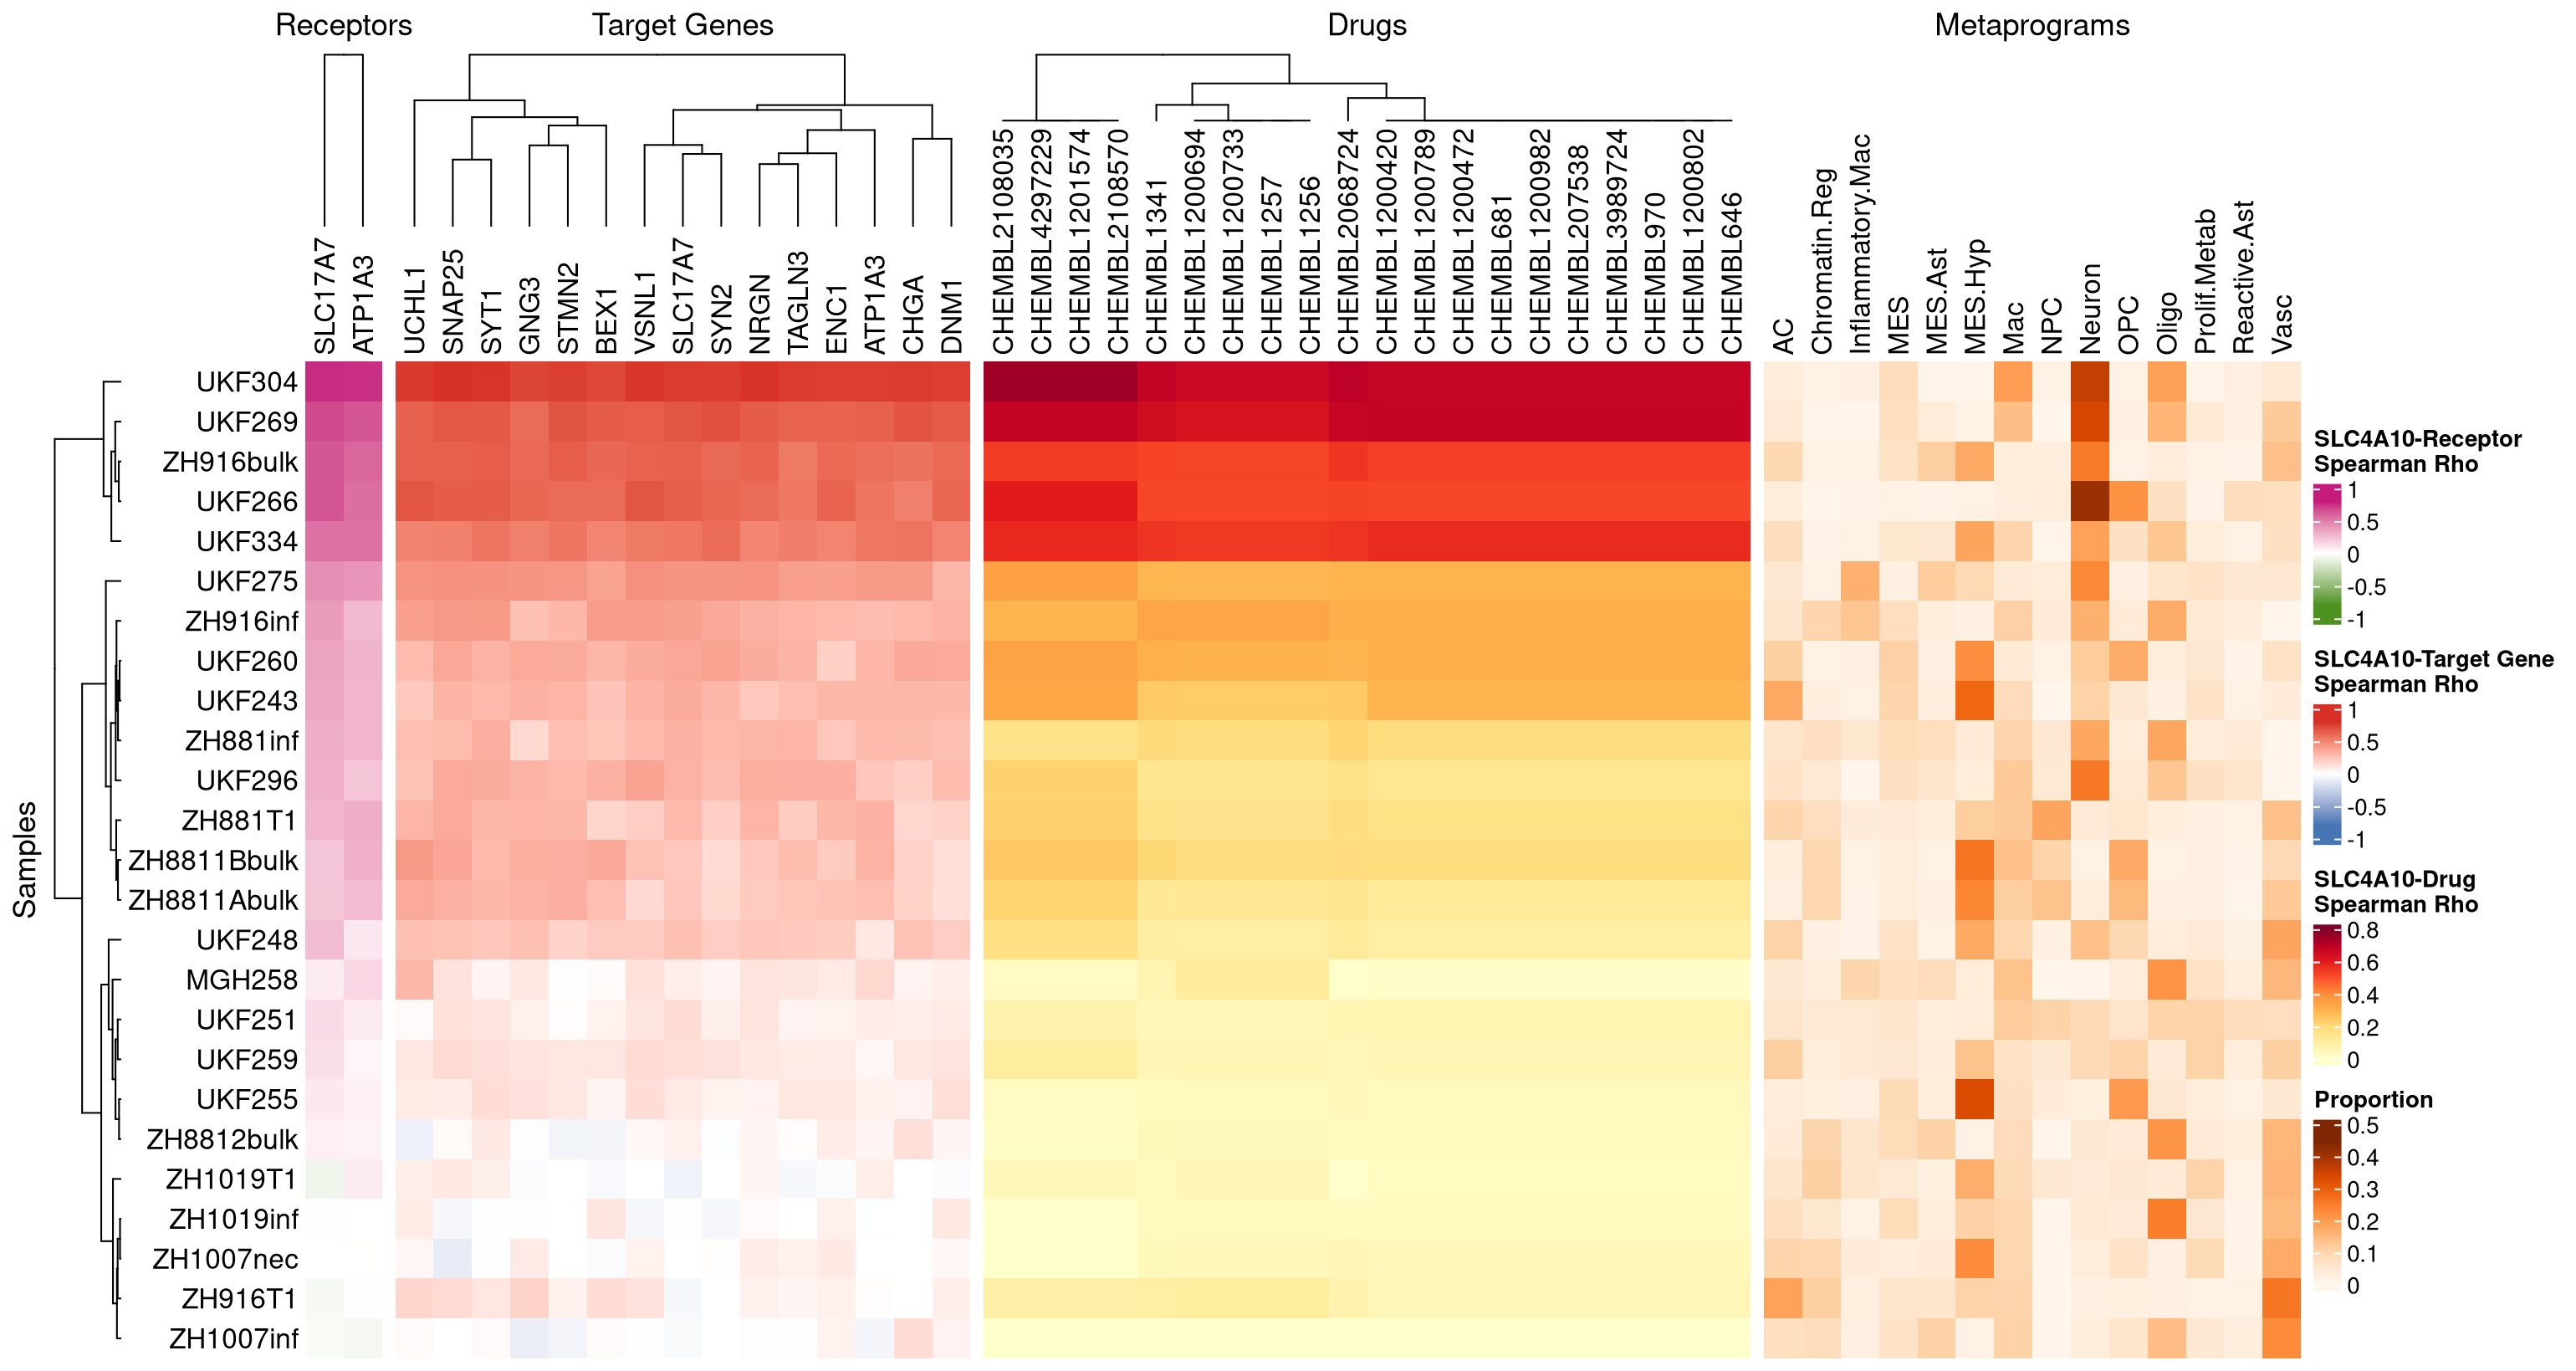 Receptors
Target Genes
Drugs
Metaprograms
SLC17A7
ATP1A3
UCHL1
SNAP25
SYT1
GNG3
STMN2
BEX1
VSNL1
SLC17A7
SYN2
NRGN
TAGLN3
ENC1
ATP1A3
CHGA
DNM1
CHEMBL2108035
CHEMBL4297229
CHEMBL1201574
CHEMBL2108570
CHEMBL1341
CHEMBL1200694
CHEMBL1200733
CHEMBL1257
CHEMBL1256
CHEMBL2068724
CHEMBL1200420
CHEMBL1200789
CHEMBL1200472
CHEMBL681
CHEMBL1200982
CHEMBL207538
CHEMBL3989724
CHEMBL970
CHEMBL1200802
CHEMBL646
AC
Chromatin.Reg
Inflammatory.Mac
MES
MES.Ast
MES.Hyp
Mac
NPC
Neuron
OPC
Oligo
Prolif.Metab
Reactive.Ast
Vasc
Samples
UKF304
UKF269
ZH916bulk
UKF266
UKF334
UKF275
ZH916inf
UKF260
UKF243
ZH881inf
UKF296
ZH881T1
ZH8811Bbulk
ZH8811Abulk
UKF248
MGH258
UKF251
UKF259
UKF255
ZH8812bulk
ZH1019T1
ZH1019inf
ZH1007nec
ZH916T1
ZH1007inf
SLC4A10-Receptor
Spearman Rho
1
0.5
0
-0.5
-1
SLC4A10-Target Gene
Spearman Rho
1
0.5
0
-0.5
-1
SLC4A10-Drug
Spearman Rho
0.8
0.6
0.4
0.2
0
Proportion
0.5
0.4
0.3
0.2
0.1
0